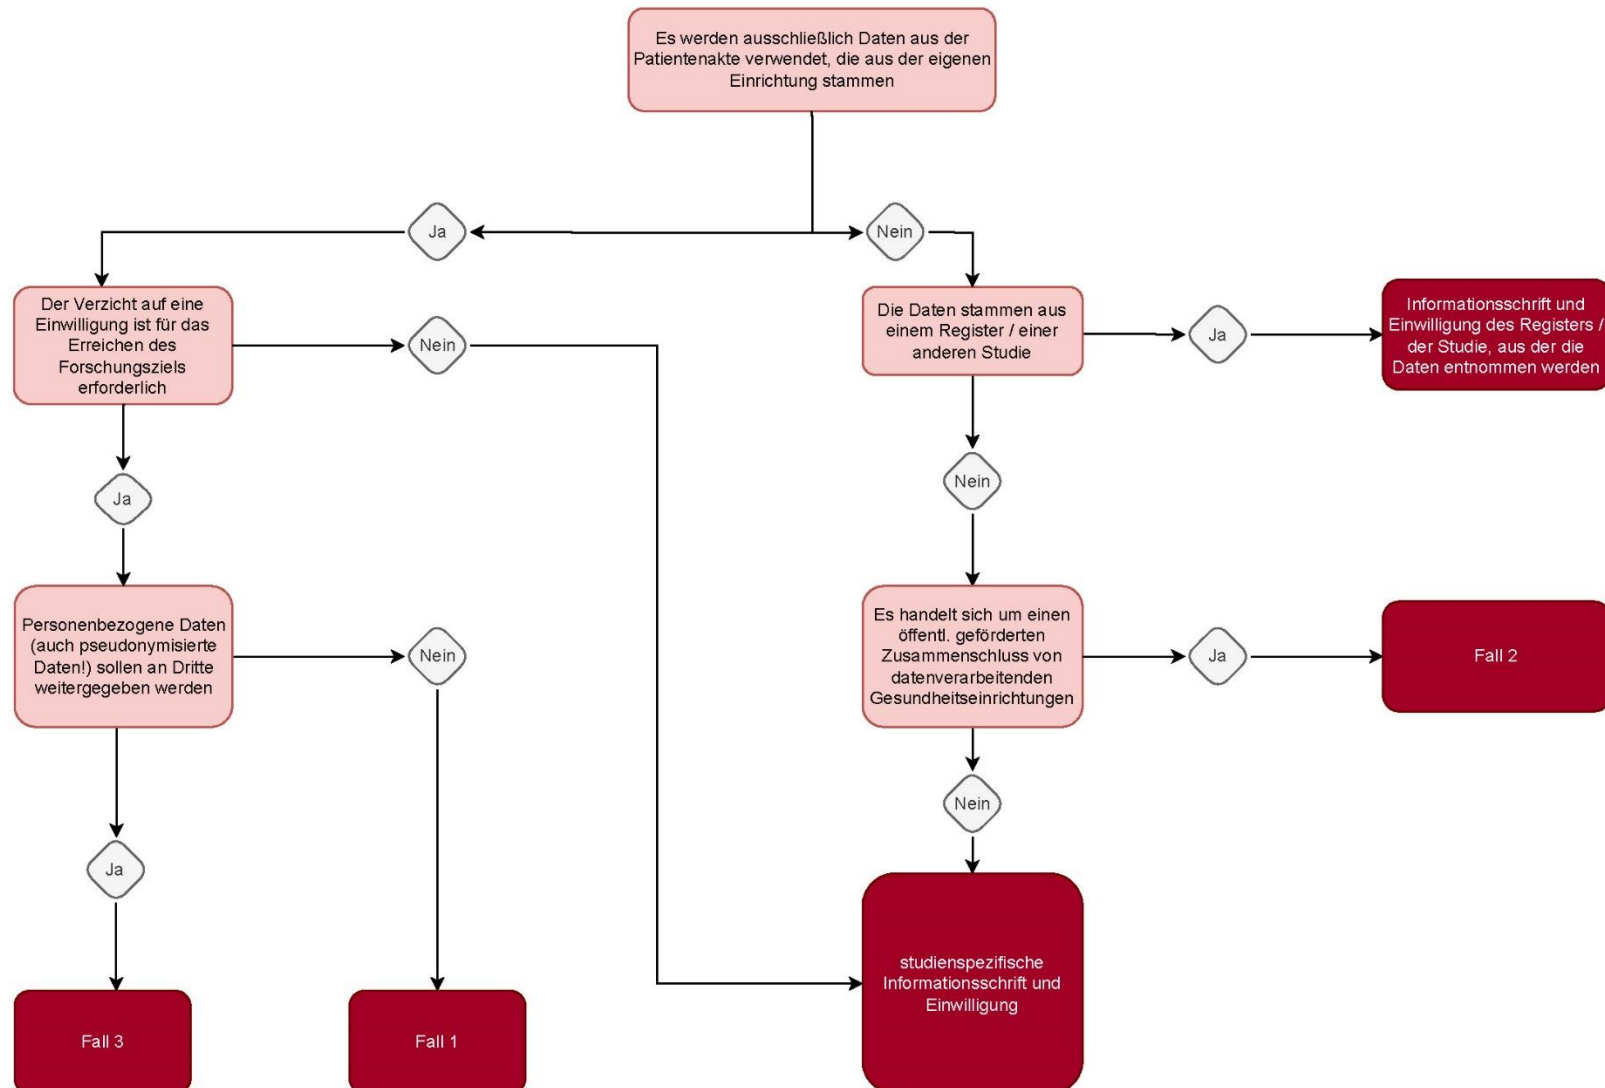 Es werden ausschließlich Daten aus der
Patientenakte verwendet, die aus der eigenen
Einrichtung stammen
Ja
Nein
Der Verzicht auf eine
Einwilligung ist für das
Erreichen des
Forschungsziels
erforderlich
Nein
Die Daten stammen aus
einem Register / einer
anderen Studie
Ja
Informationsschrift und
Einwilligung des Registers /
der Studie, aus der die
Daten entnommen werden
Ja
Nein
Personenbezogene Daten
(auch pseudonymisierte
Daten!) sollen an Dritte
weitergegeben werden
Nein
Es handelt sich um einen
öffentl. geförderten
Zusammenschluss von
datenverarbeitenden
Gesundheitseinrichtungen
Ja
Fall 2
Ja
Nein
studienspezifische
Informationsschrift und
Einwilligung
Fall 3
Fall 1